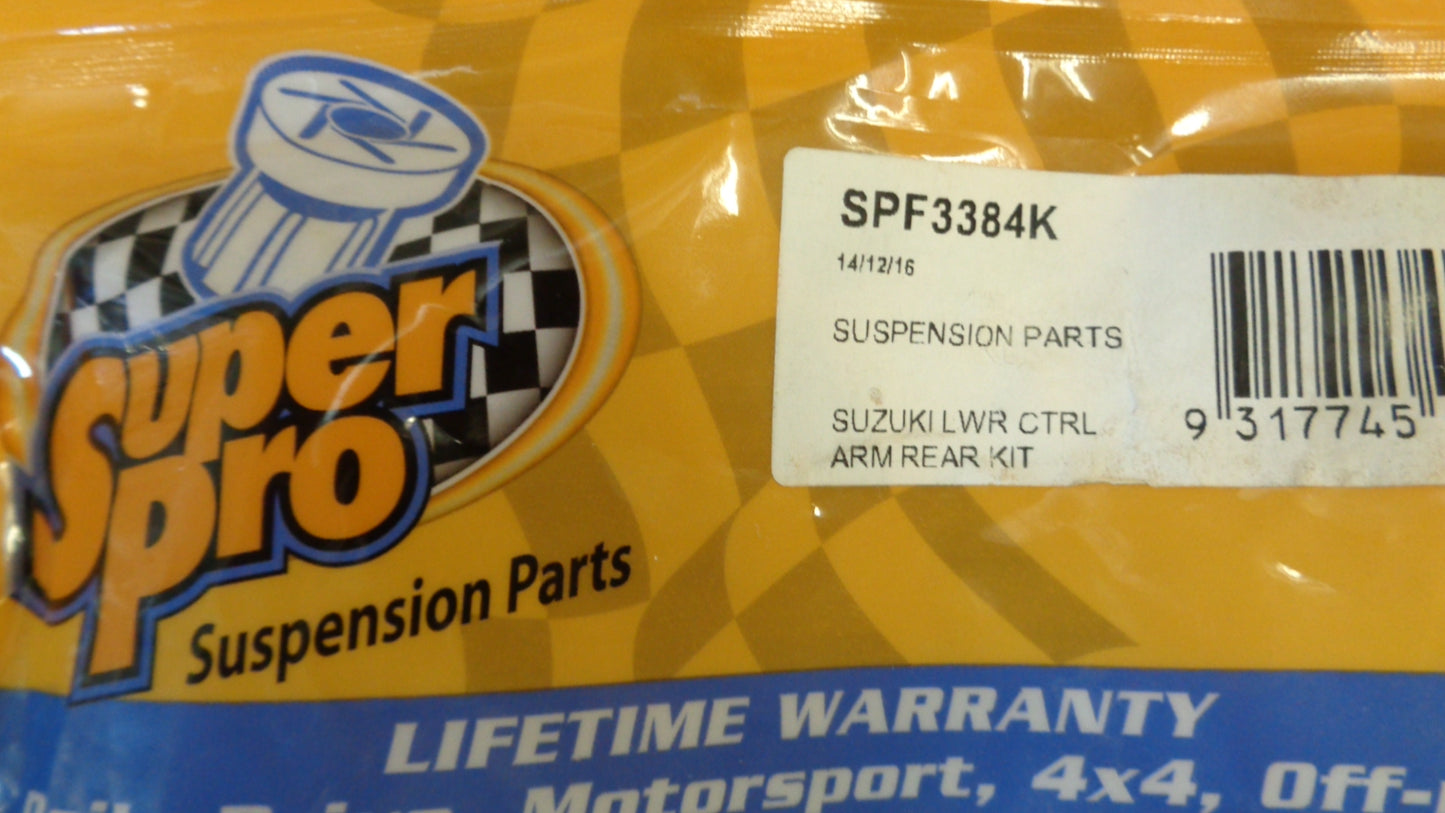 Super
Pro
Suspension Parts
SPF3384K
14/12/16
SUSPENSION PARTS
SUZUKI LWR CTRL
ARM REAR KIT
9 317745
LIFETIME WARRANTY
Motorsport, 4x4, Off-